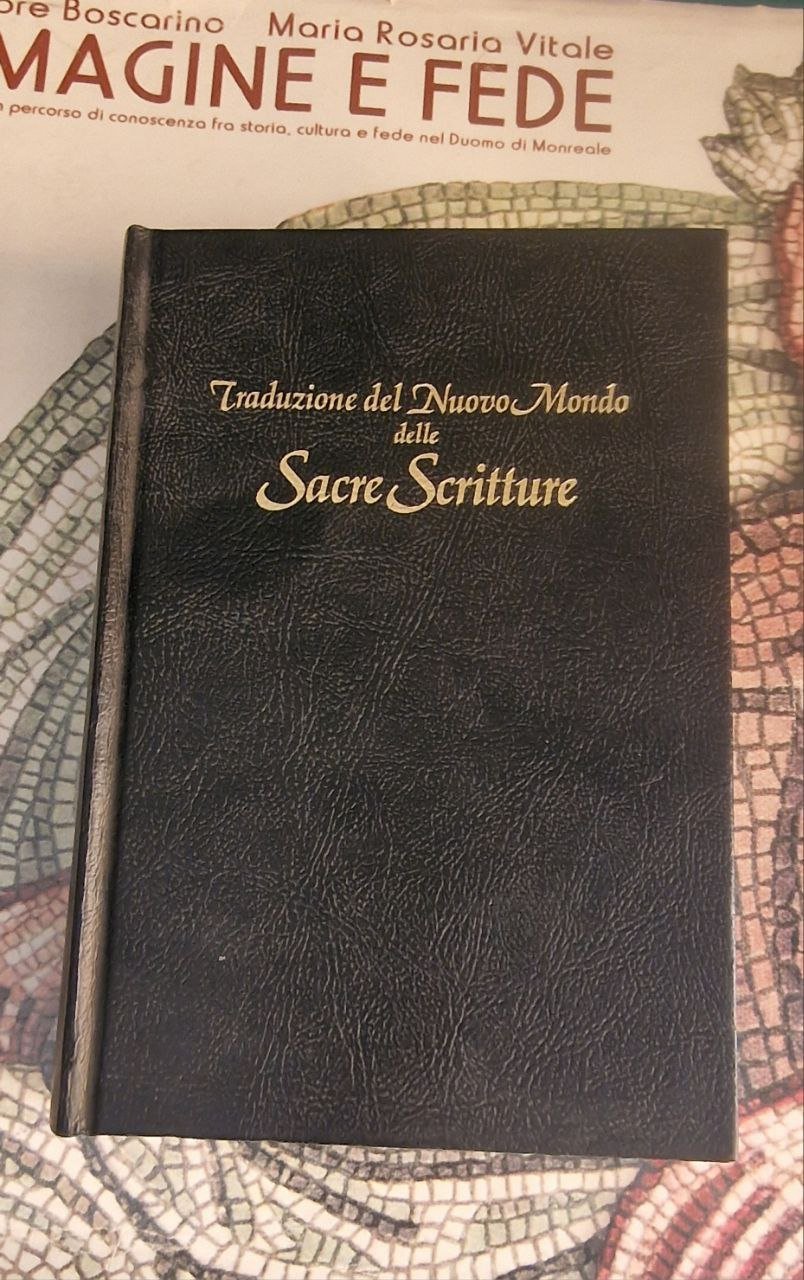 Boscarino Maria Rosaria Vitale
MAGINE E FEDE
percorso di conoscenza fra storia, cultura e fede nel Duomo di Monreale
Traduzione del Nuovo Mondo
delle
Sacre Scritture